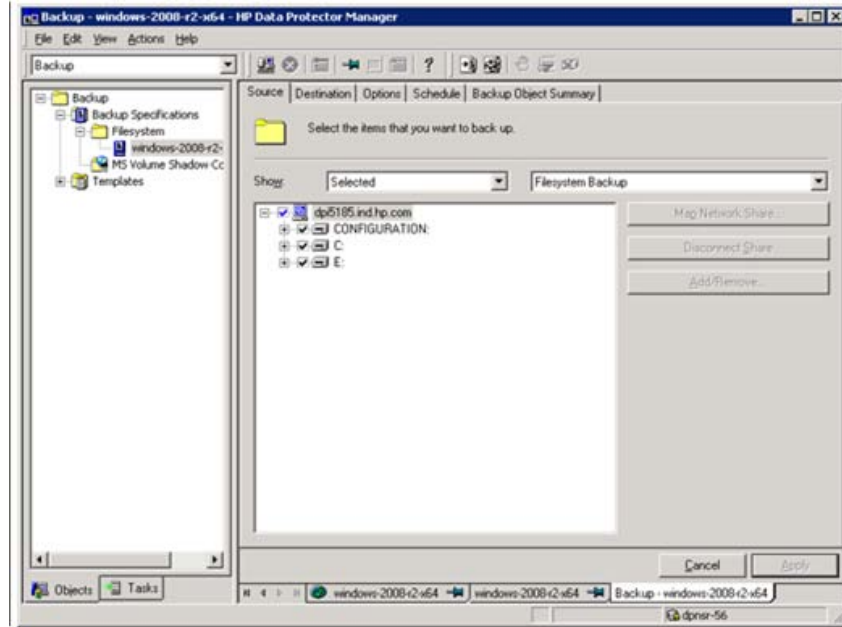 Backup - windows-2008-r2-x64 - HP Data Protector Manager
File Edit View Actions Help
Backup
?
Backup
Backup Specifications
Filesystem
windows-2008-r2-
MS Volume Shadow Cc
Templates
Source Destination Options Schedule Backup Object Summary
Select the items that you want to back up.
Show: Selected Filesystem Backup
dpi5185.ind.hp.com
CONFIGURATION:
C:
E:
Map Network Share...
Disconnect Share
Add/Remove...
Cancel Apply
Objects Tasks
windows-2008-r2-x64 windows-2008-r2-x64 Backup - windows-2008-r2-x64
dpnsr-56